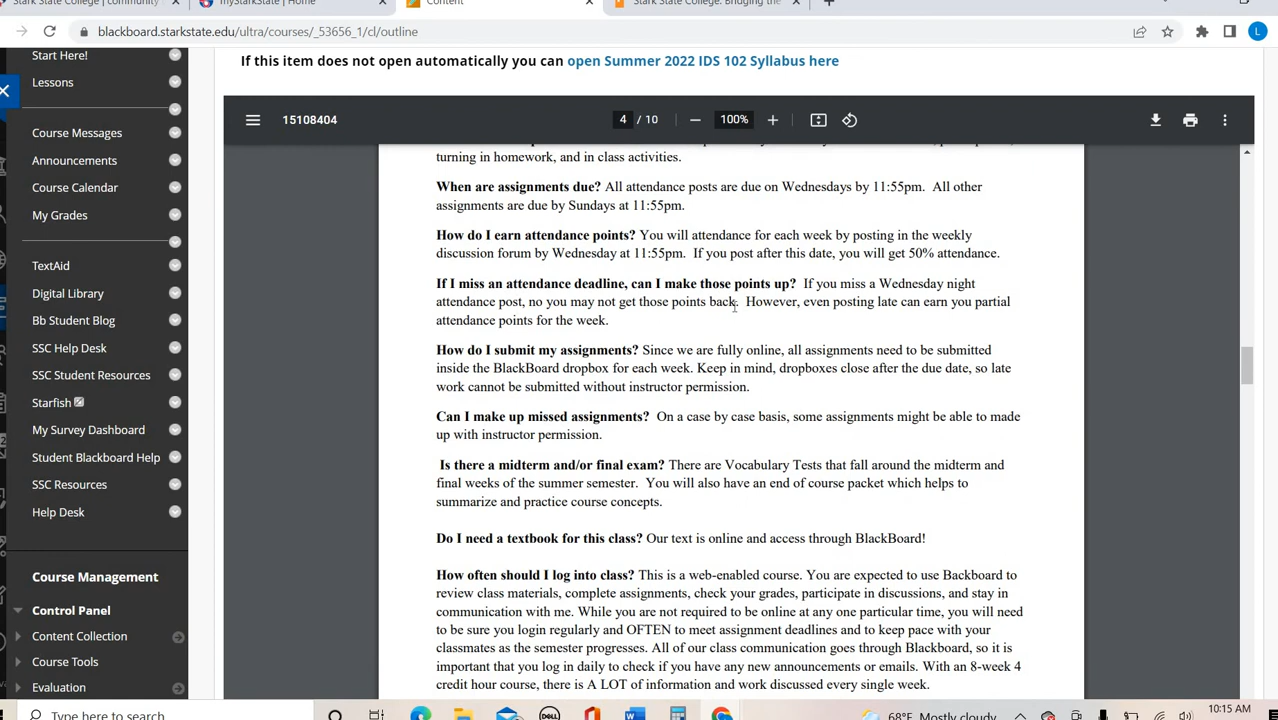 Stark State College | community
myStarkState | Home
Content
Stark State College: Bridging the
blackboard.starkstate.edu/ultra/courses/_53656_1/cl/outline
L
Start Here!
Lessons
Course Messages
Announcements
Course Calendar
My Grades
TextAid
Digital Library
Bb Student Blog
SSC Help Desk
SSC Student Resources
Starfish
My Survey Dashboard
Student Blackboard Help
SSC Resources
Help Desk
Course Management
Control Panel
Content Collection
Course Tools
Evaluation
If this item does not open automatically you can open Summer 2022 IDS 102 Syllabus here
15108404
4 / 10
100%
turning in homework, and in class activities.
When are assignments due? All attendance posts are due on Wednesdays by 11:55pm. All other
assignments are due by Sundays at 11:55pm.
How do I earn attendance points? You will attendance for each week by posting in the weekly
discussion forum by Wednesday at 11:55pm. If you post after this date, you will get 50% attendance.
If I miss an attendance deadline, can I make those points up? If you miss a Wednesday night
attendance post, no you may not get those points back. However, even posting late can earn you partial
attendance points for the week.
How do I submit my assignments? Since we are fully online, all assignments need to be submitted
inside the BlackBoard dropbox for each week. Keep in mind, dropboxes close after the due date, so late
work cannot be submitted without instructor permission.
Can I make up missed assignments? On a case by case basis, some assignments might be able to made
up with instructor permission.
Is there a midterm and/or final exam? There are Vocabulary Tests that fall around the midterm and
final weeks of the summer semester. You will also have an end of course packet which helps to
summarize and practice course concepts.
Do I need a textbook for this class? Our text is online and access through BlackBoard!
How often should I log into class? This is a web-enabled course. You are expected to use Backboard to
review class materials, complete assignments, check your grades, participate in discussions, and stay in
communication with me. While you are not required to be online at any one particular time, you will need
to be sure you login regularly and OFTEN to meet assignment deadlines and to keep pace with your
classmates as the semester progresses. All of our class communication goes through Blackboard, so it is
important that you log in daily to check if you have any new announcements or emails. With an 8-week 4
credit hour course, there is A LOT of information and work discussed every single week.
Type here to search
DELL
68°F Mostly cloudy
10:15 AM